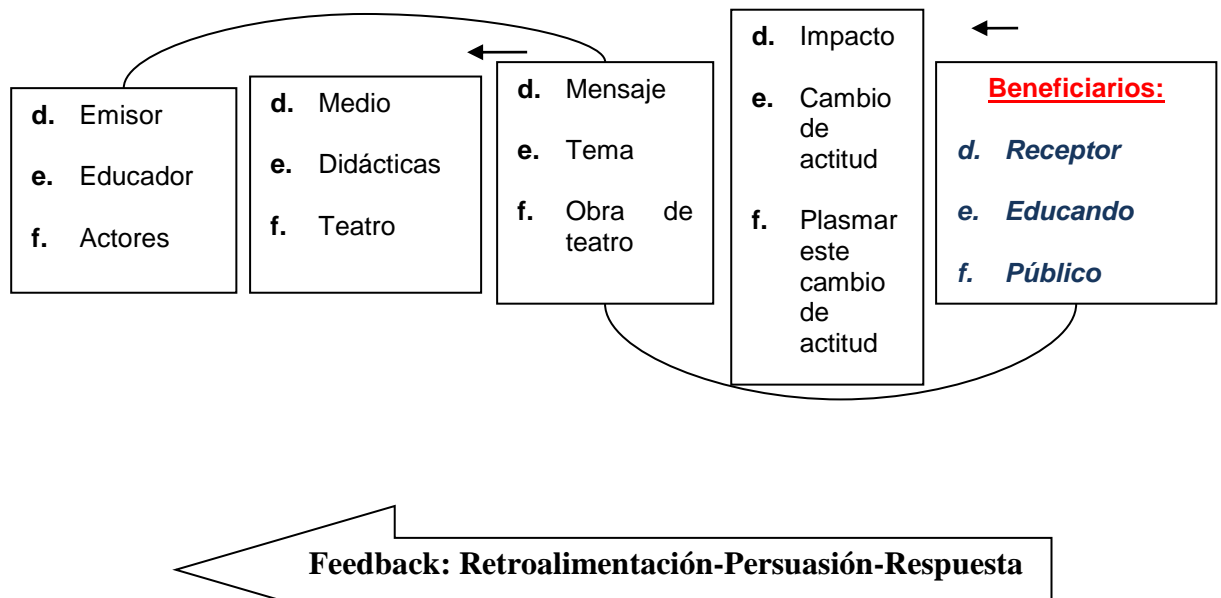 d. Emisor
e. Educador
f. Actores
d. Medio
e. Didácticas
f. Teatro
d. Mensaje
e. Tema
f. Obra de
teatro
d. Impacto
e. Cambio
de
actitud
f. Plasmar
este
cambio
de
actitud
Beneficiarios:
d. Receptor
e. Educando
f. Público
Feedback: Retroalimentación-Persuasión-Respuesta